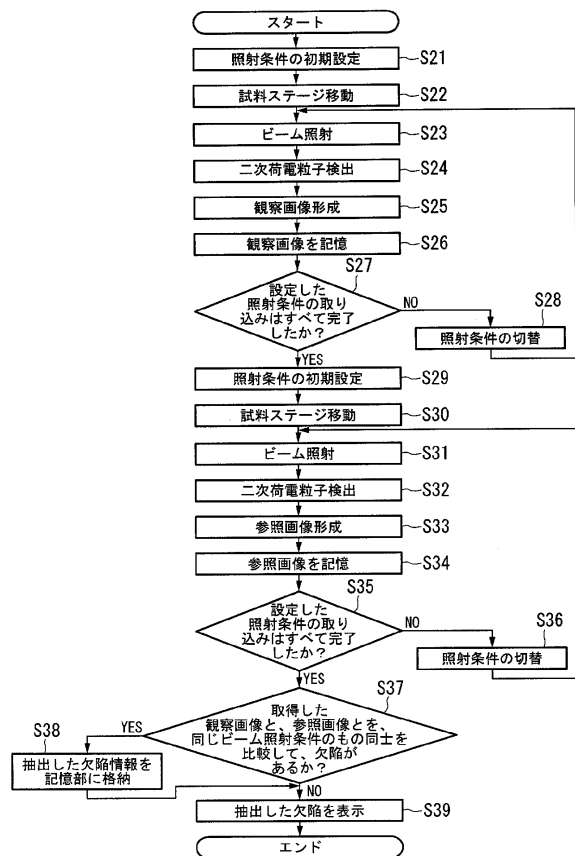 スタート
照射条件の初期設定
S21
試料ステージ移動
S22
ビーム照射
S23
二次荷電粒子検出
S24
観察画像形成
S25
観察画像を記憶
S26
S27
設定した
照射条件の取り
込みはすべて完了
したか?
NO
S28
照射条件の切替
YES
照射条件の初期設定
S29
試料ステージ移動
S30
ビーム照射
S31
二次荷電粒子検出
S32
参照画像形成
S33
参照画像を記憶
S34
S35
設定した
照射条件の取り
込みはすべて完了
したか?
NO
S36
照射条件の切替
YES
S37
取得した
観察画像と、参照画像とを、
同じビーム照射条件のもの同士を
比較して、欠陥が
あるか?
YES
S38
抽出した欠陥情報を
記憶部に格納
NO
抽出した欠陥を表示
S39
エンド